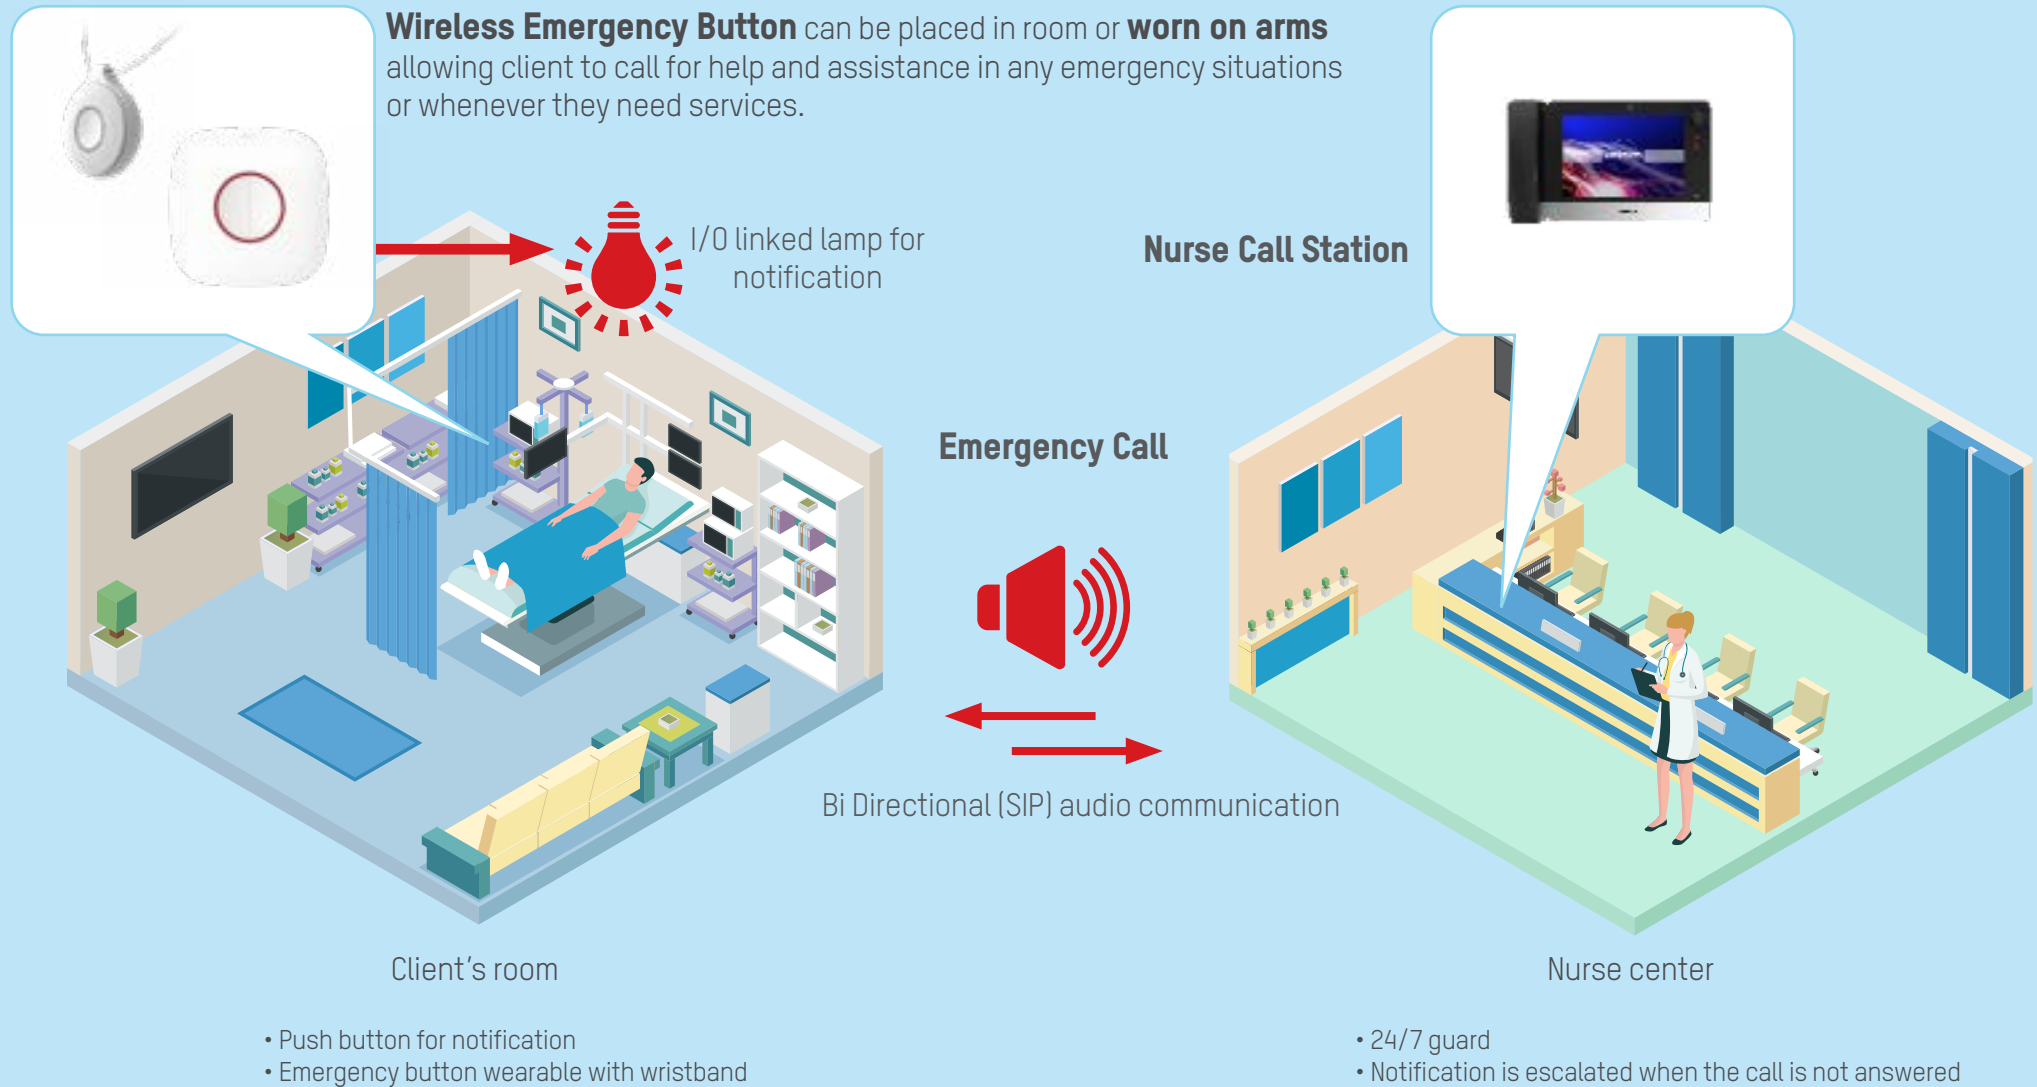 Wireless Emergency Button can be placed in room or worn on arms
allowing client to call for help and assistance in any emergency situations
or whenever they need services.
I/O linked lamp for
notification
Nurse Call Station
Emergency Call
Bi Directional (SIP) audio communication
Client's room
Nurse center
• Push button for notification
• Emergency button wearable with wristband
• 24/7 guard
• Notification is escalated when the call is not answered